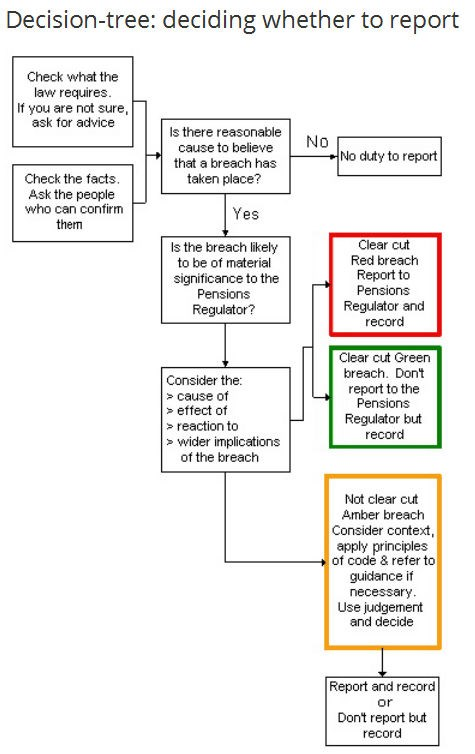 Decision-tree: deciding whether to report
Check what the
law requires.
If you are not sure,
ask for advice
Check the facts.
Ask the people
who can confirm
them
Is there reasonable
cause to believe
that a breach has
taken place?
No
No duty to report
Yes
Is the breach likely
to be of material
significance to the
Pensions
Regulator?
Clear cut
Red breach
Report to
Pensions
Regulator and
record
Clear cut Green
breach. Don't
report to the
Pensions
Regulator but
record
Consider the:
> cause of
> effect of
> reaction to
> wider implications
of the breach
Not clear cut
Amber breach
Consider context,
apply principles
of code & refer to
guidance if
necessary.
Use judgement
and decide
Report and record
or
Don't report but
record